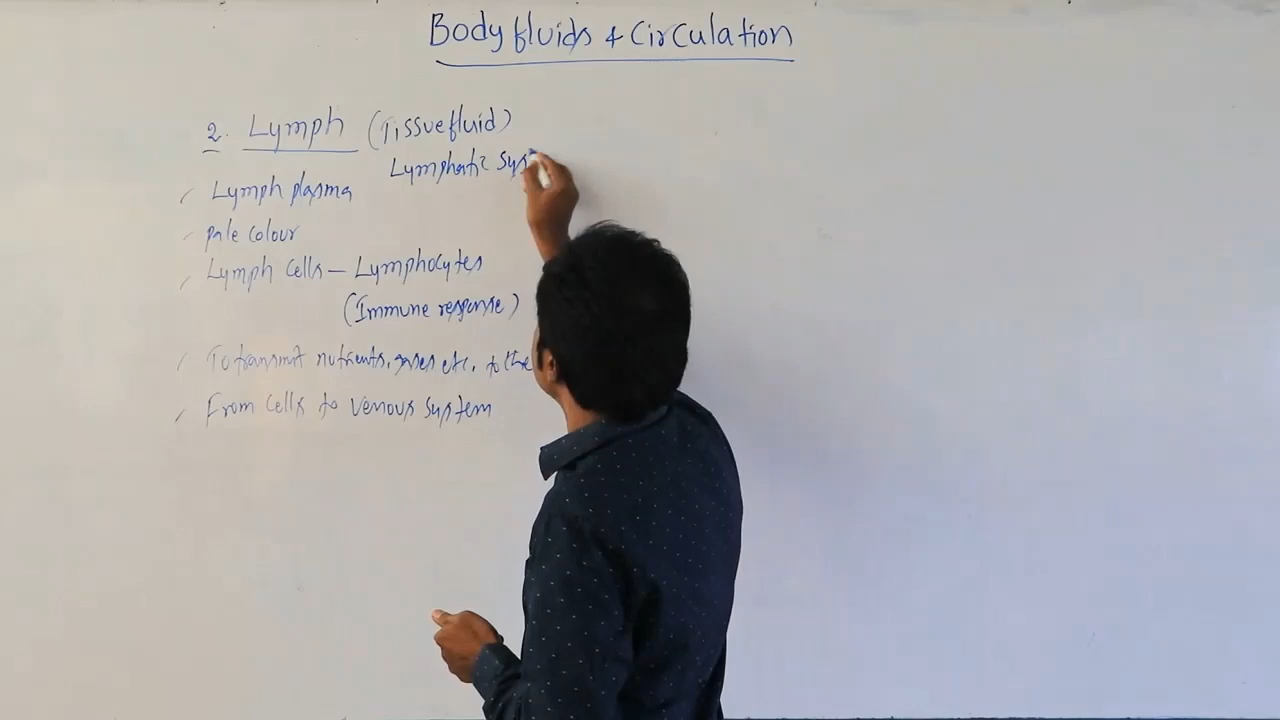 Body fluids & Circulation
2. Lymph (Tissue fluid)
Lymphatic Sys
Lymph plasma
pale colour
Lymph cells – Lymphocytes
(Immune response)
To transmit nutrients, gases etc. to the
From cells to venous system